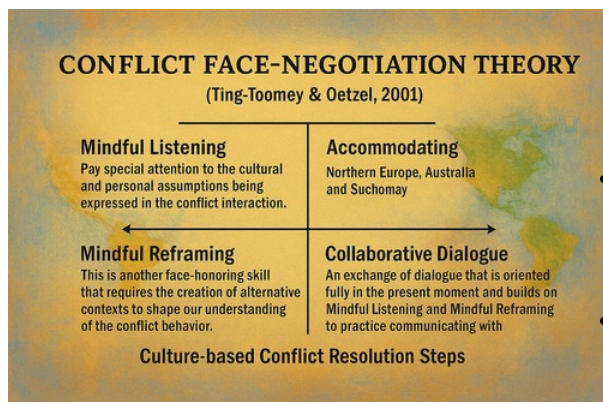 CONFLICT FACE-NEGOTIATION THEORY
(Ting-Toomey & Oetzel, 2001)
Mindful Listening
Pay special attention to the cultural
and personal assumptions being
expressed in the conflict interaction.
Accommodating
Northern Europe, Australla
and Suchomay
Mindful Reframing
This is another face-honoring skill
that requires the creation of alternative
contexts to shape our understanding
of the conflict behavior.
Collaborative Dialogue
An exchange of dialogue that is oriented
fully in the present moment and builds on
Mindful Listening and Mindful Reframing
to practice communicating with
Culture-based Conflict Resolution Steps